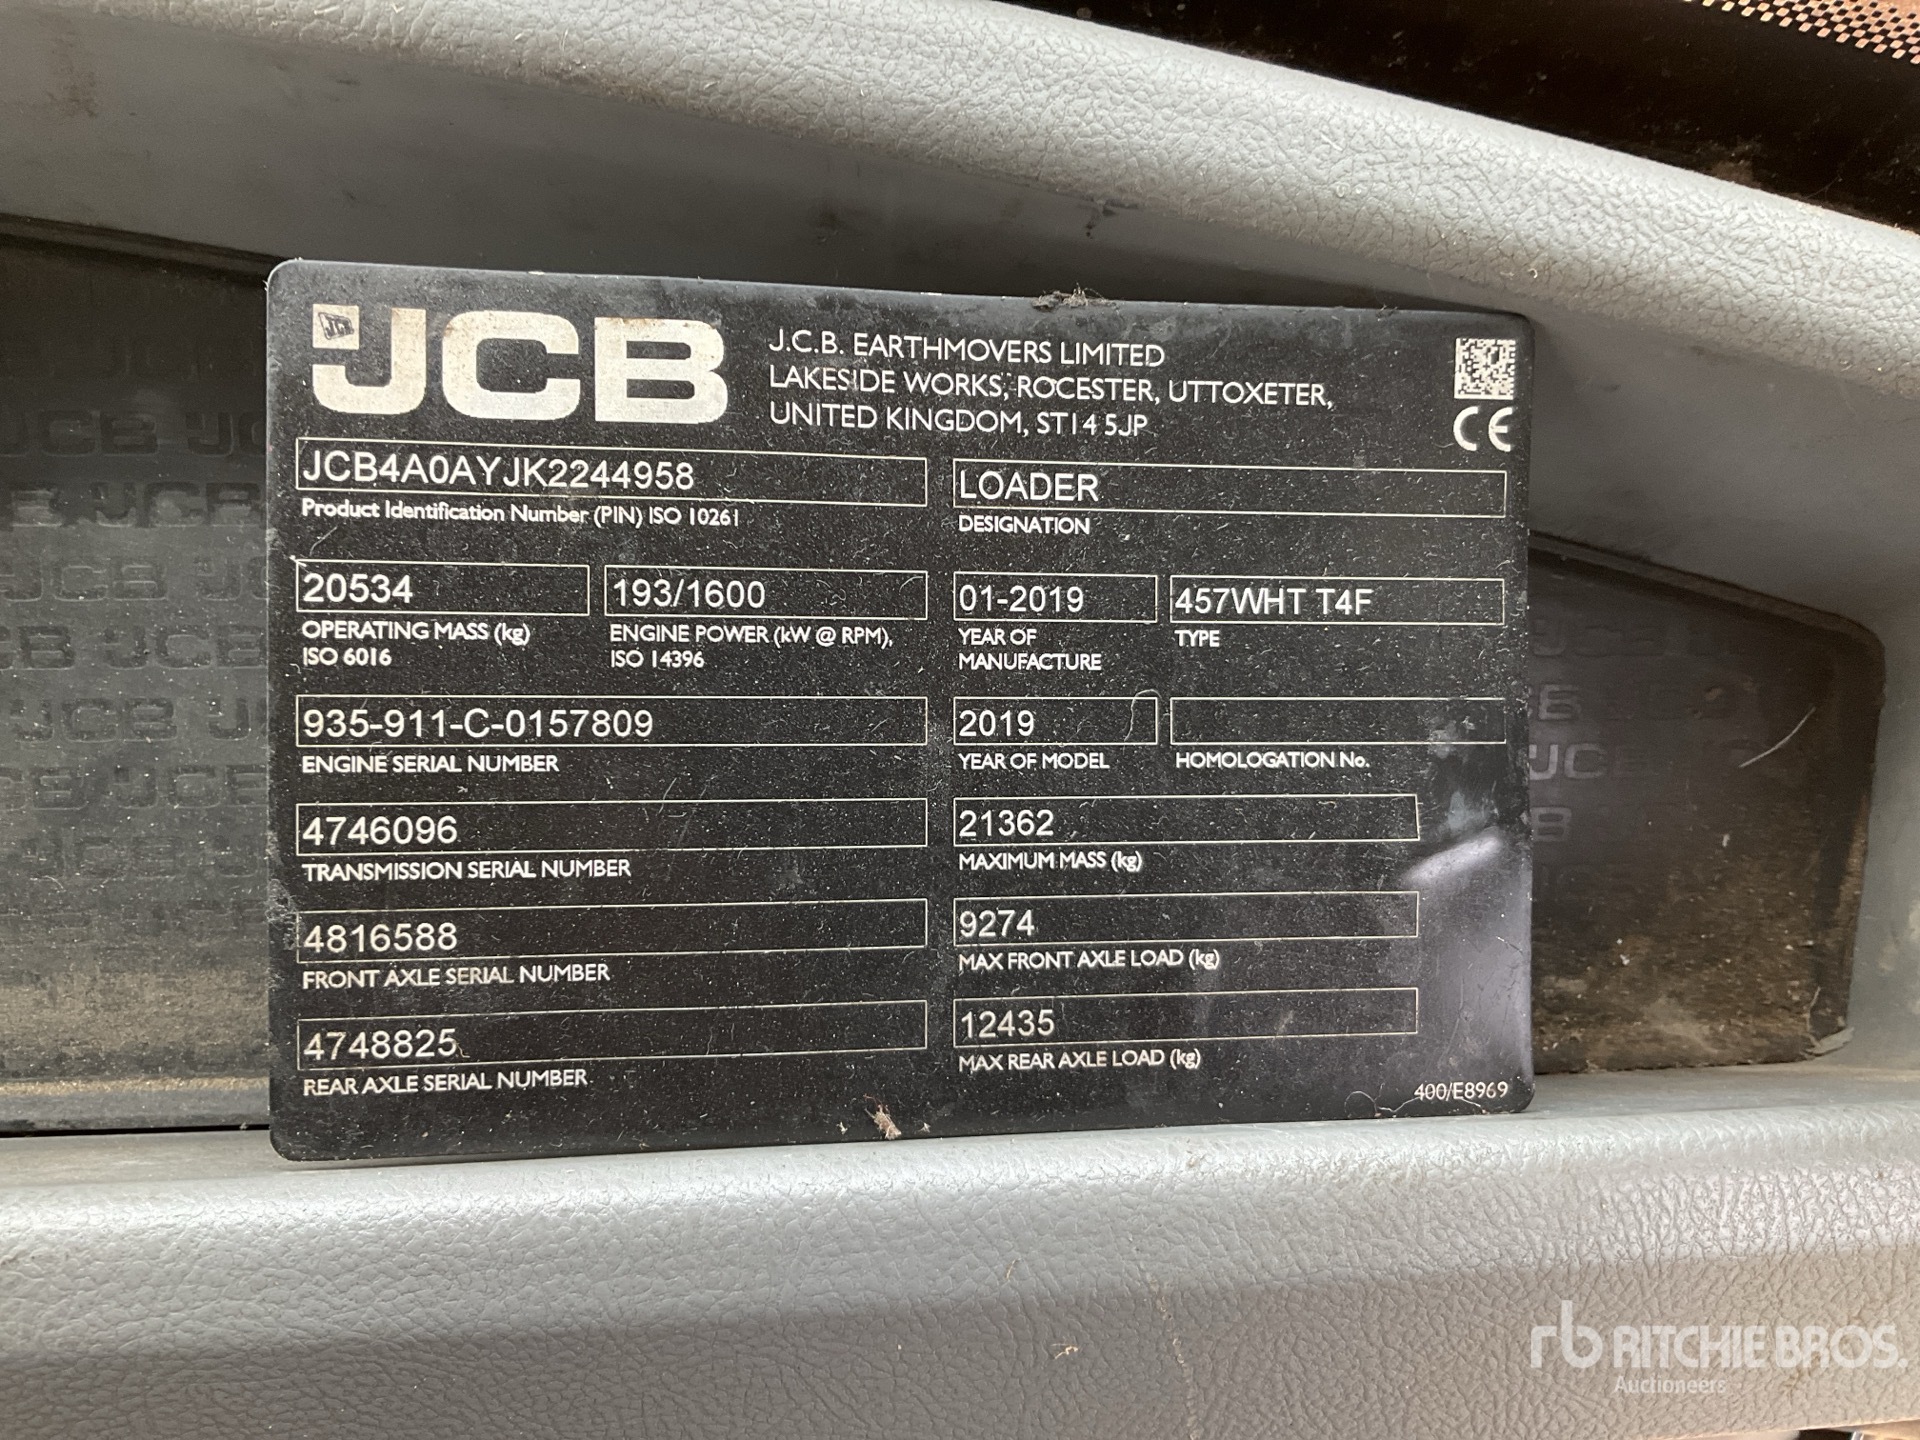 JCB
J.C.B. EARTHMOVERS LIMITED
LAKESIDE WORKS, ROCESTER, UTTOXETER,
UNITED KINGDOM, ST14 5JP
CE
JCB4A0AYJK2244958
Product Identification Number (PIN) ISO 10261
LOADER
DESIGNATION
20534
OPERATING MASS (kg)
ISO 6016
193/1600
ENGINE POWER (kW @ RPM),
ISO 14396
01-2019
YEAR OF
MANUFACTURE
457WHT T4F
TYPE
935-911-C-0157809
ENGINE SERIAL NUMBER
2019
YEAR OF MODEL
HOMOLOGATION No.
4746096
TRANSMISSION SERIAL NUMBER
21362
MAXIMUM MASS (kg)
4816588
FRONT AXLE SERIAL NUMBER
9274
MAX FRONT AXLE LOAD (kg)
4748825
REAR AXLE SERIAL NUMBER
12435
MAX REAR AXLE LOAD (kg)
400/E8969
rb RITCHIE BROS.
Auctioneers